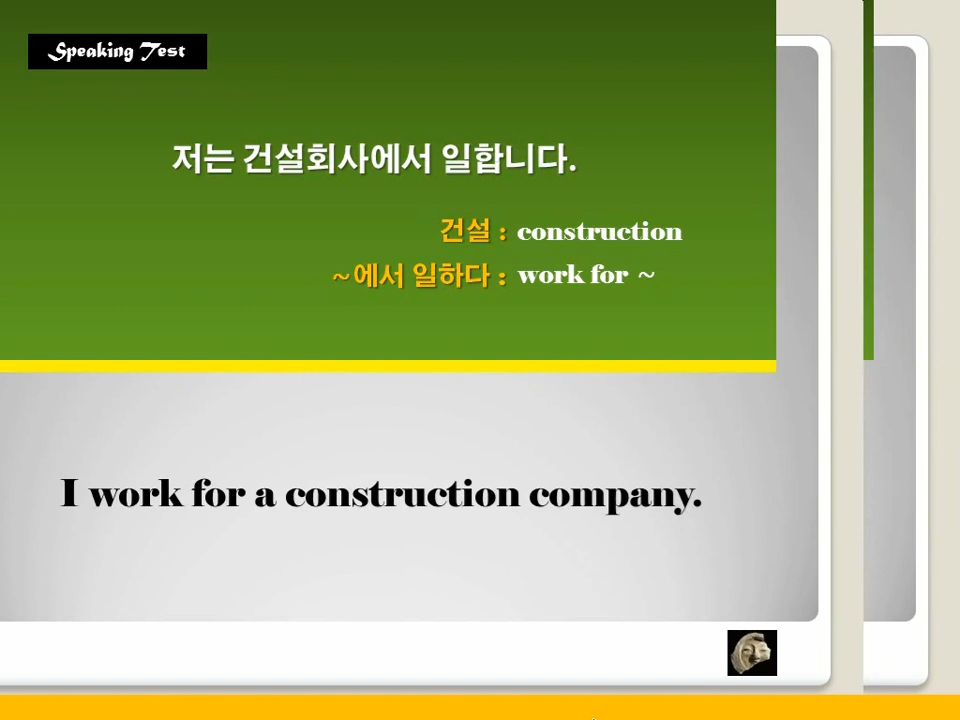 Speaking Test
저는 건설회사에서 일합니다.
건설 : construction
~에서 일하다 : work for ~
I work for a construction company.